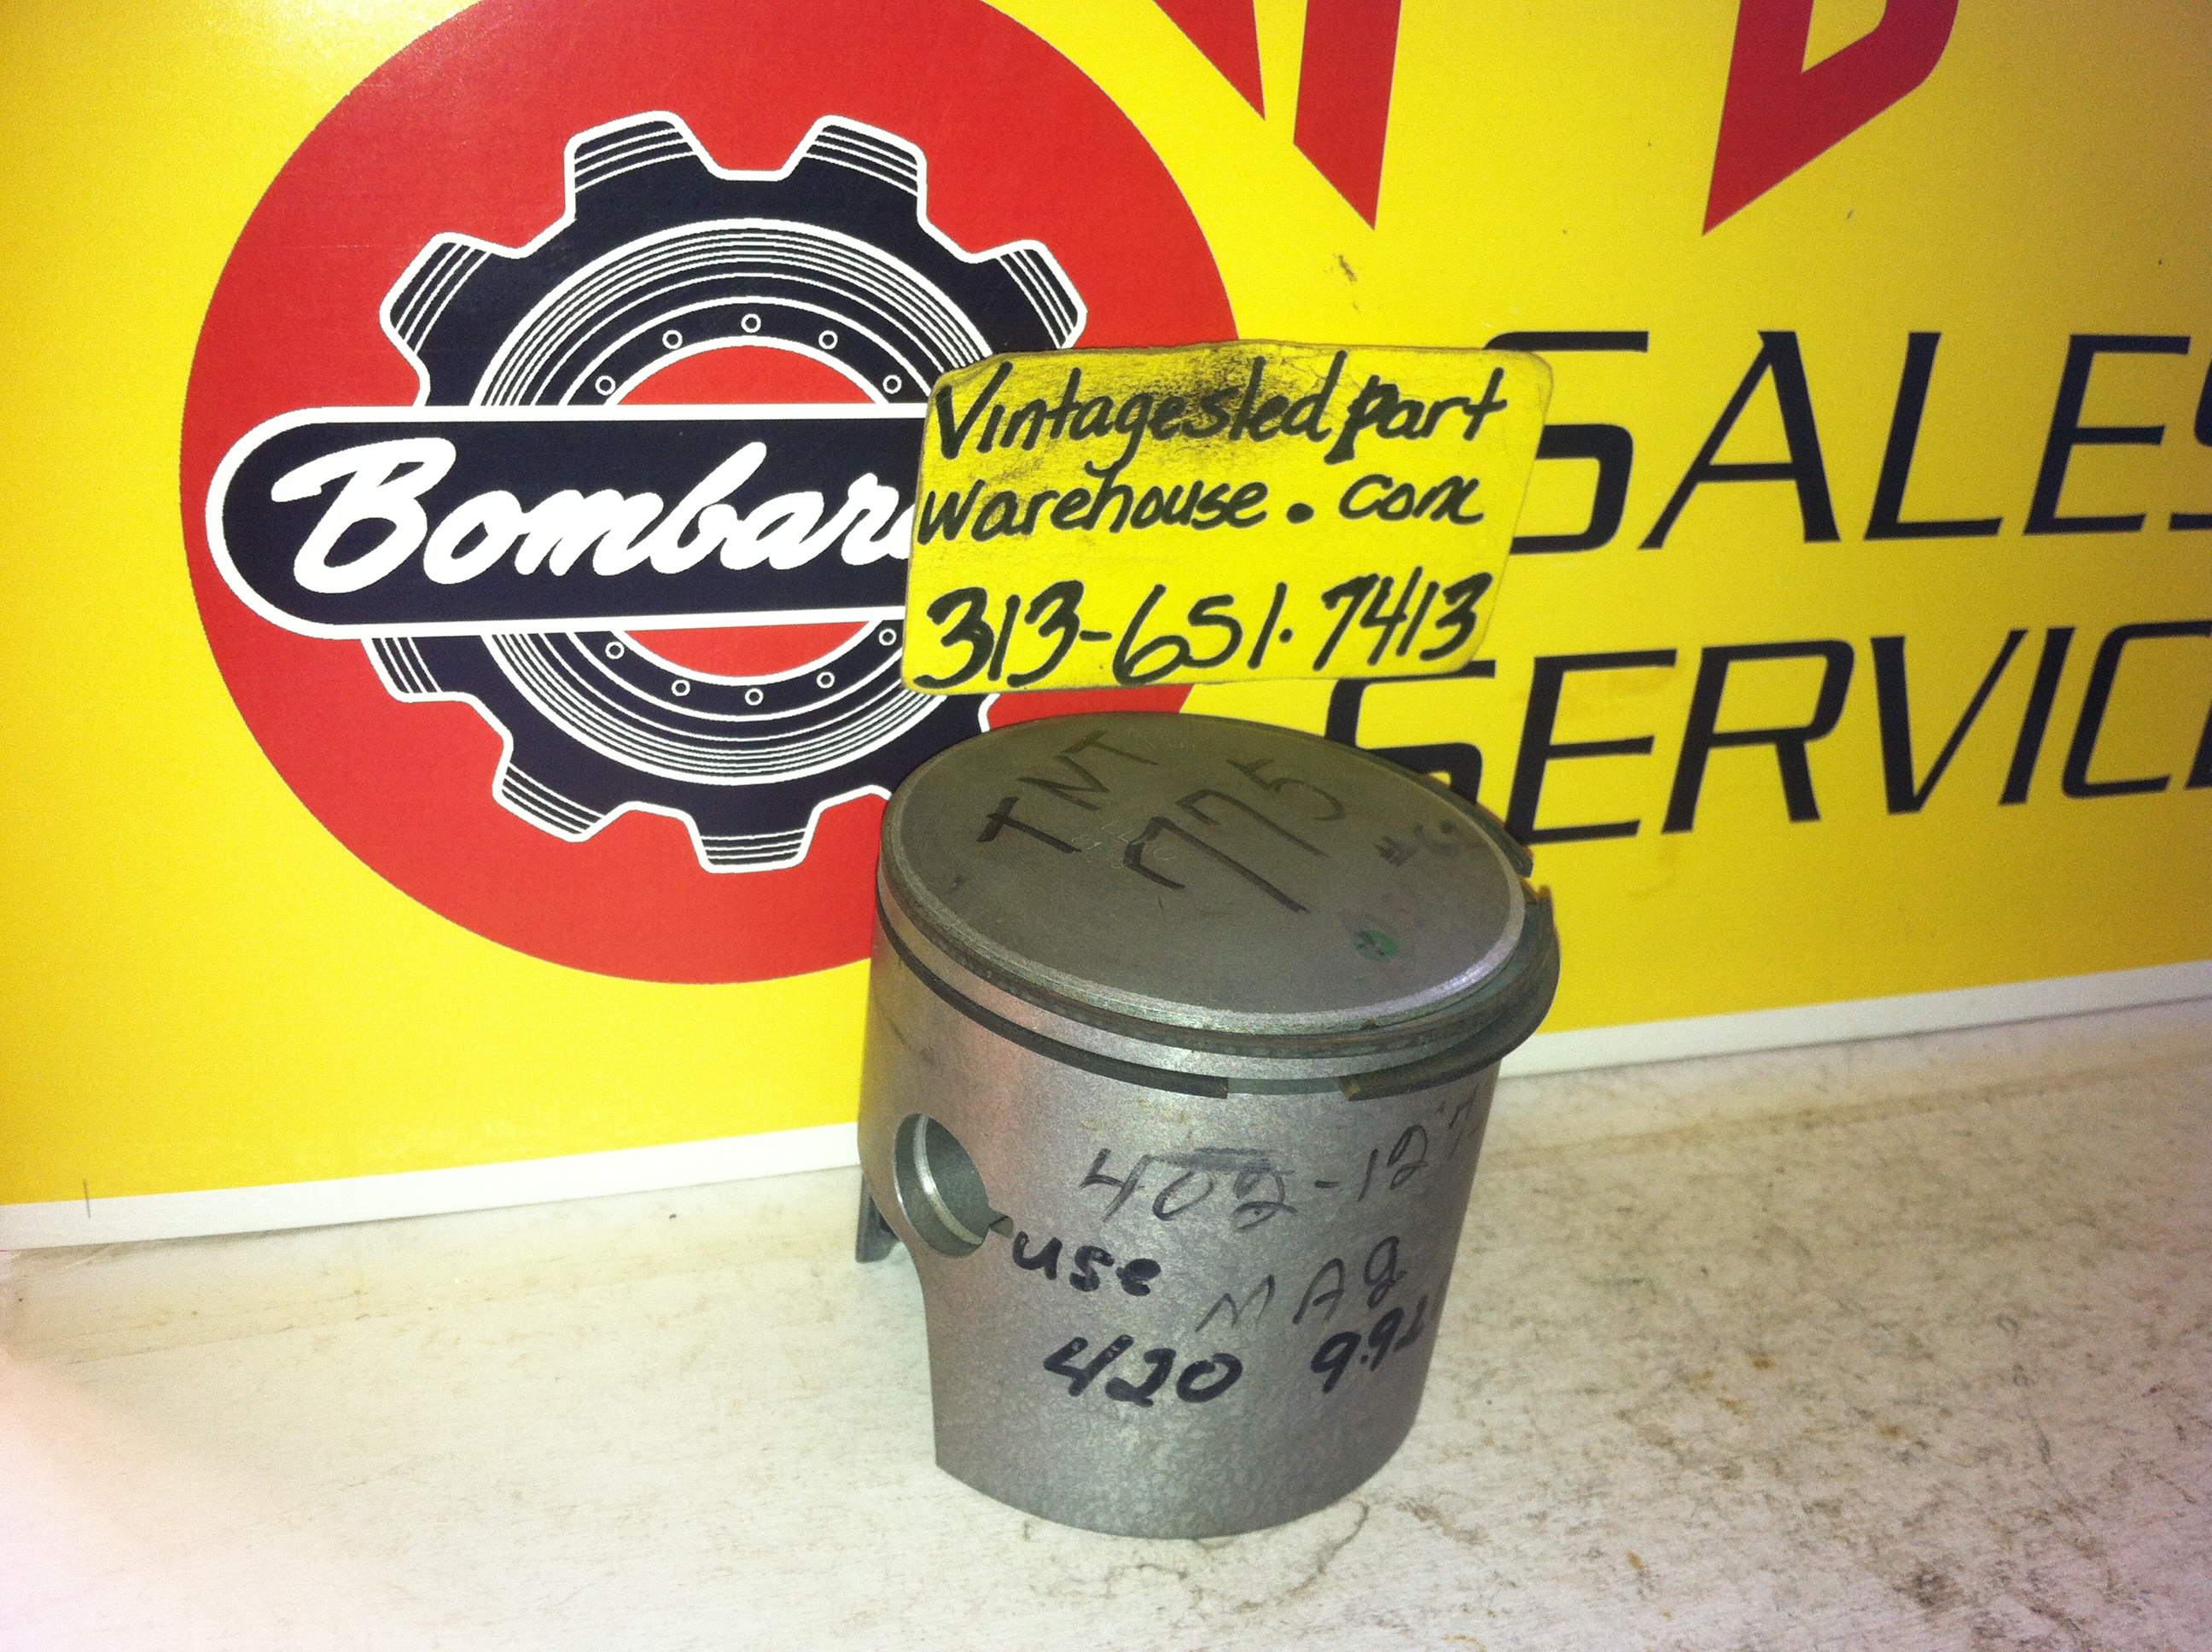 Bombar
SALES
SERVIC
Vintagesled part
warehouse.com
313-651-7413
TNT
775
402-12
use
MAG
420 9.92